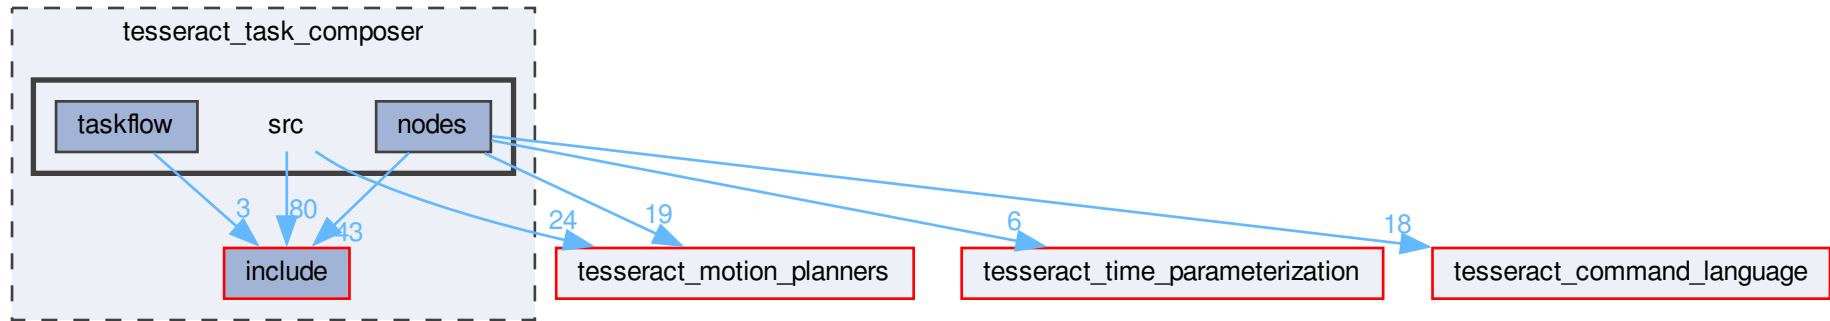 tesseract_task_composer
taskflow
src
nodes
3
80
43
24
19
6
18
include
tesseract_motion_planners
tesseract_time_parameterization
tesseract_command_language